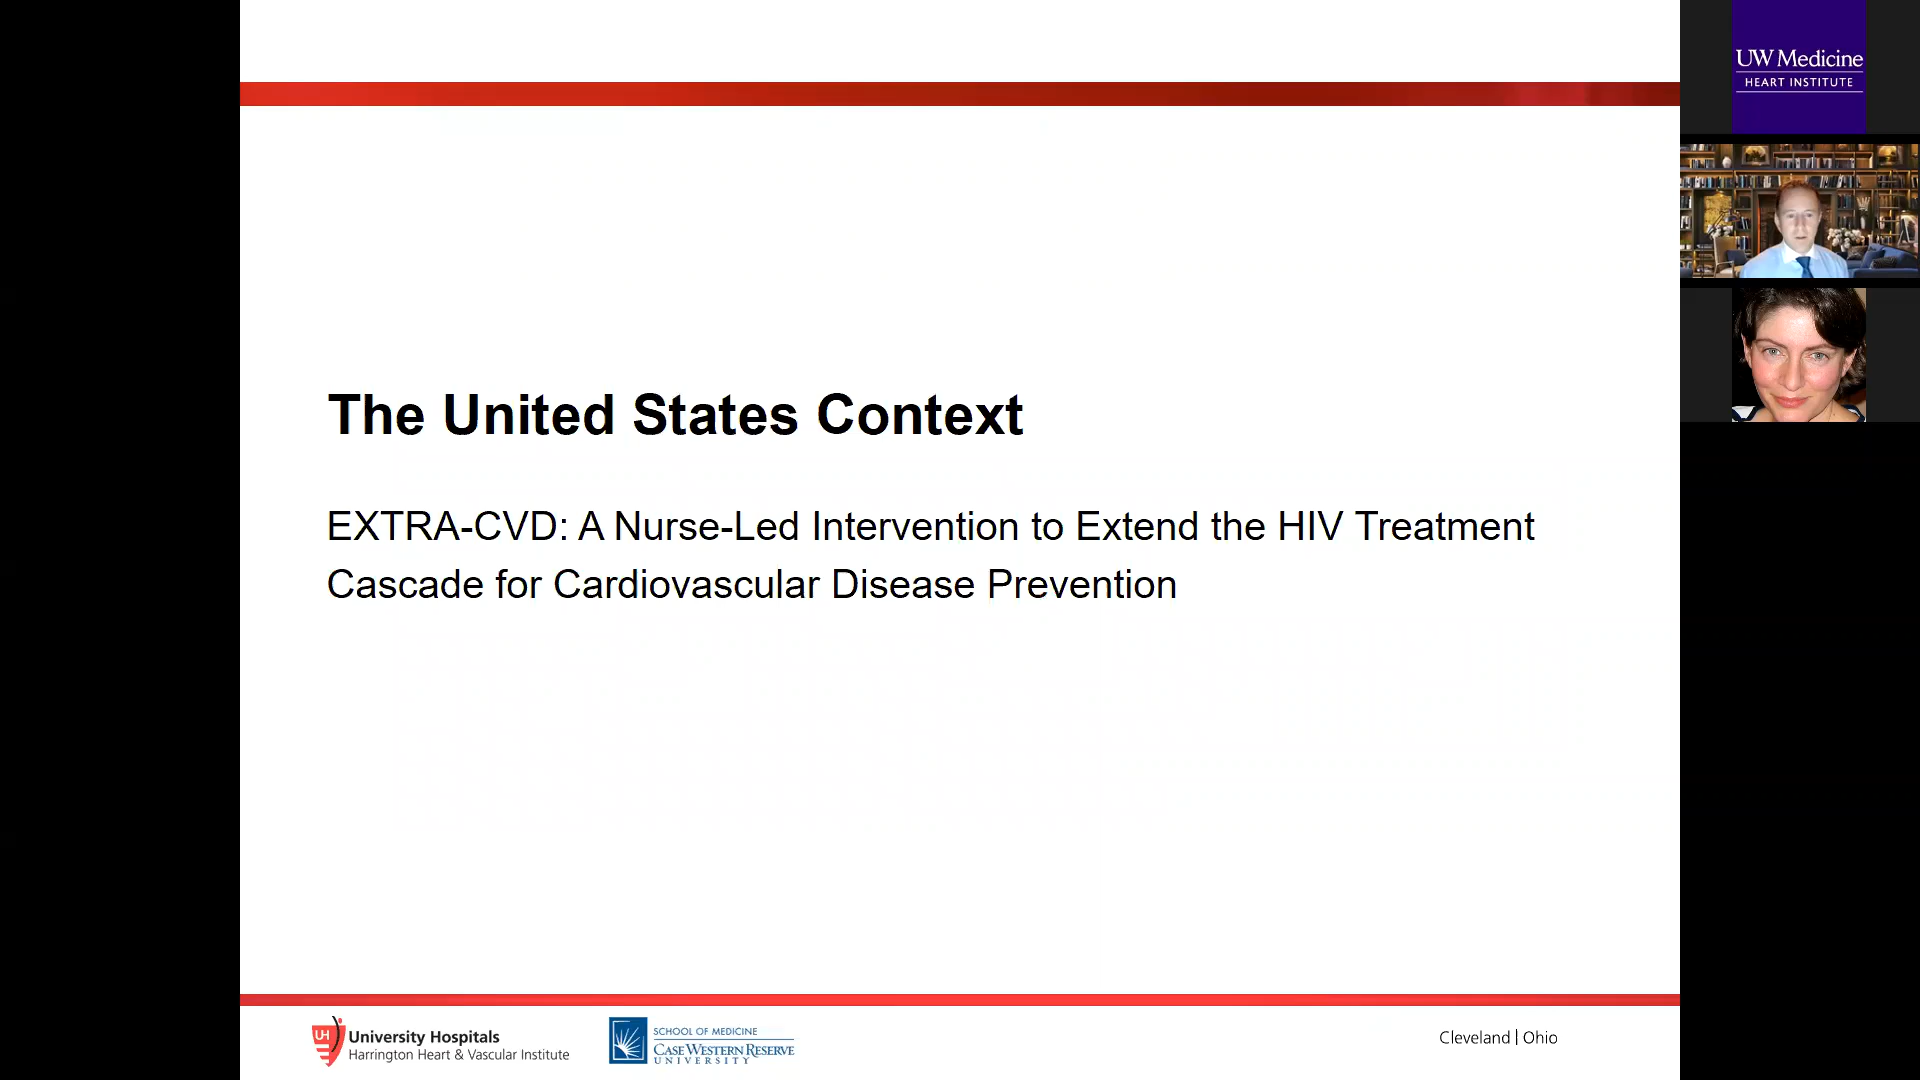 UW Medicine
HEART INSTITUTE
The United States Context
EXTRA-CVD: A Nurse-Led Intervention to Extend the HIV Treatment
Cascade for Cardiovascular Disease Prevention
UH
University Hospitals
Harrington Heart & Vascular Institute
SCHOOL OF MEDICINE
CASE WESTERN RESERVE
UNIVERSITY
Cleveland | Ohio